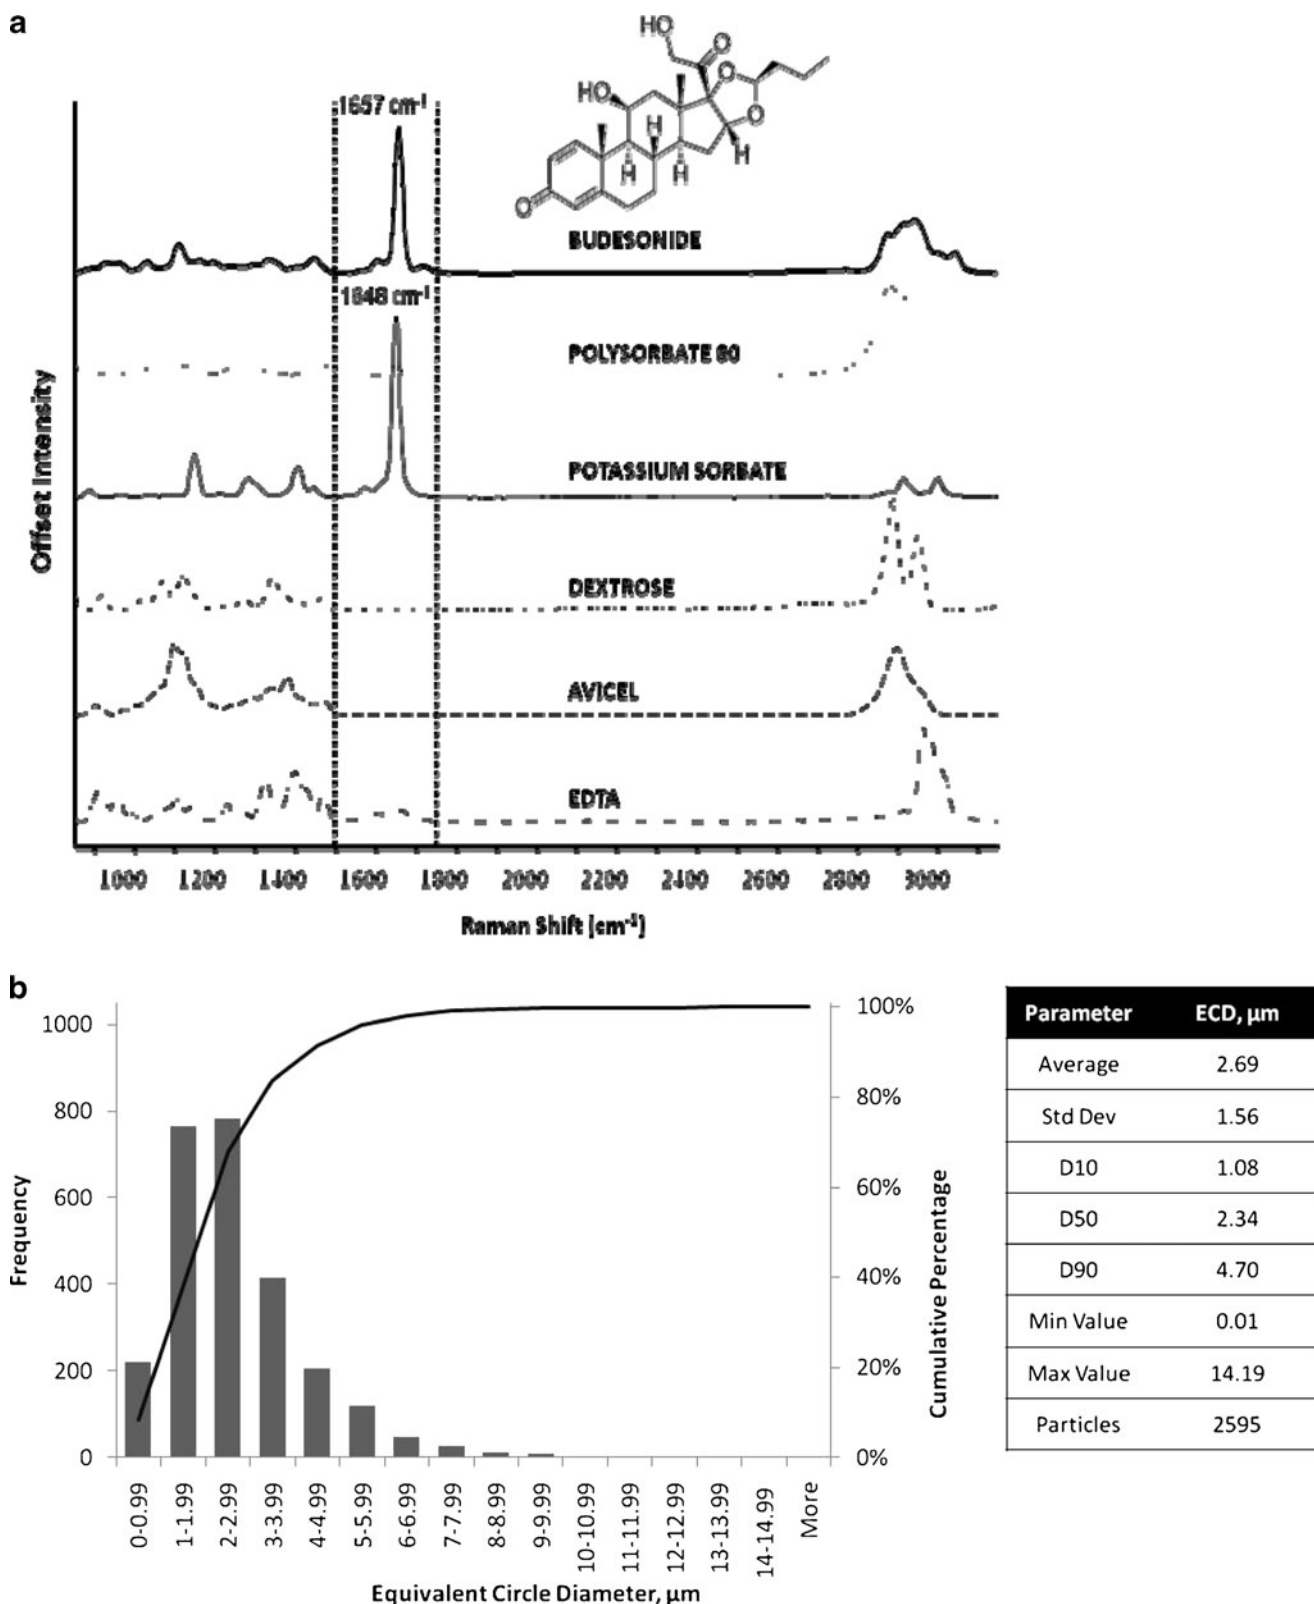 a
HO
O
O
HO
O
H
H
H
H
O
1657 cm-1
BUDESONIDE
1648 cm-1
POLYSORBATE 80
POTASSIUM SORBATE
DEXTROSE
AVICEL
EDTA
Offset Intensity
1000 1200 1400 1600 1800 2000 2200 2400 2600 2800 3000
Raman Shift (cm-1)
b
1000
800
600
400
200
0
Frequency
100%
80%
60%
40%
20%
0%
Cumulative Percentage
0-0.99
1-1.99
2-2.99
3-3.99
4-4.99
5-5.99
6-6.99
7-7.99
8-8.99
9-9.99
10-10.99
11-11.99
12-12.99
13-13.99
14-14.99
More
Equivalent Circle Diameter, µm
Parameter ECD, µm
Average 2.69
Std Dev 1.56
D10 1.08
D50 2.34
D90 4.70
Min Value 0.01
Max Value 14.19
Particles 2595